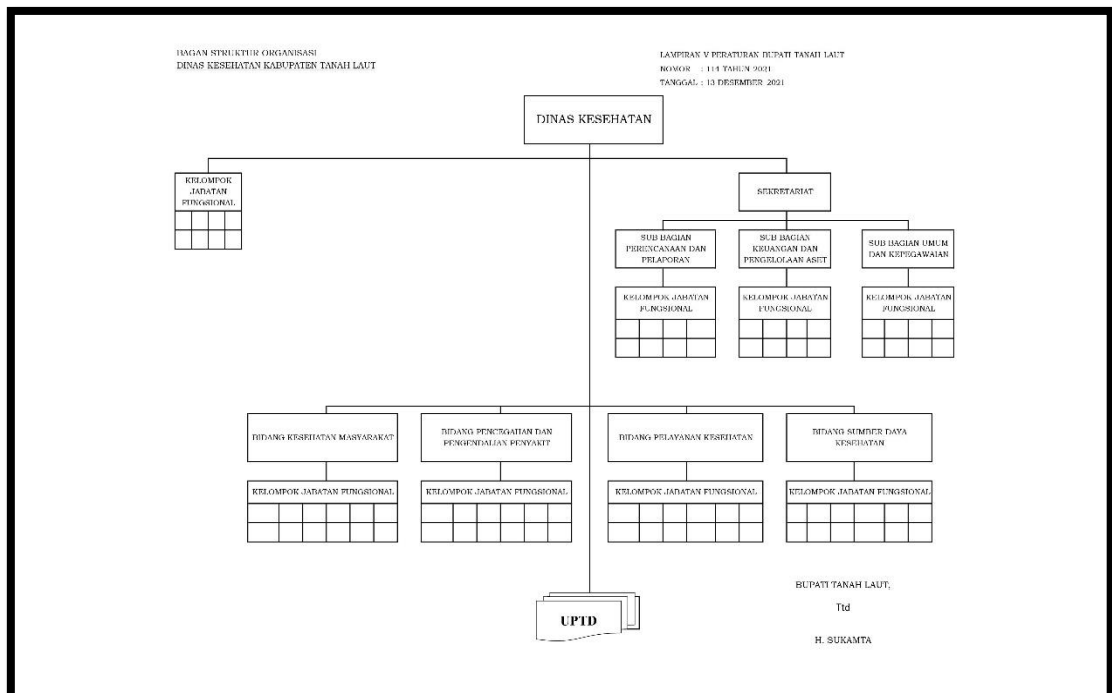 BAGAN STRUKTUR ORGANISASI
DINAS KESEHATAN KABUPATEN TANAH LAUT
LAMPIRAN V PERATURAN BUPATI TANAH LAUT
NOMOR : 114 TAHUN 2021
TANGGAL : 13 DESEMBER 2021
DINAS KESEHATAN
KELOMPOK
JABATAN
FUNGSIONAL
SEKRETARIAT
SUB BAGIAN
PERENCANAAN DAN
PELAPORAN
SUB BAGIAN
KEUANGAN DAN
PENGELOLAAN ASET
SUB BAGIAN UMUM
DAN KEPEGAWAIAN
KELOMPOK JABATAN
FUNGSIONAL
KELOMPOK JABATAN
FUNGSIONAL
KELOMPOK JABATAN
FUNGSIONAL
BIDANG KESEHATAN MASYARAKAT
BIDANG PENCEGAHAN DAN
PENGENDALIAN PENYAKIT
BIDANG PELAYANAN KESEHATAN
BIDANG SUMBER DAYA
KESEHATAN
KELOMPOK JABATAN FUNGSIONAL
KELOMPOK JABATAN FUNGSIONAL
KELOMPOK JABATAN FUNGSIONAL
KELOMPOK JABATAN FUNGSIONAL
UPTD
BUPATI TANAH LAUT,
Ttd
H. SUKAMTA